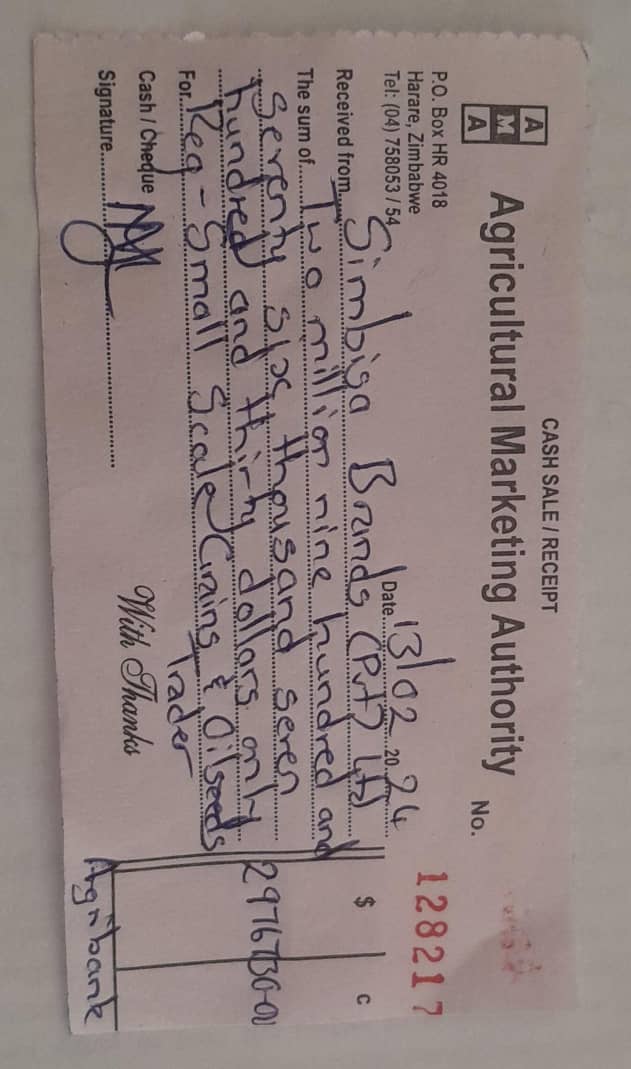 CASH SALE / RECEIPT
A M A
Agricultural Marketing Authority
No. 128217
P.O. Box HR 4018
Harare, Zimbabwe
Tel: (04) 758053 / 54
Date 13/02 2024
Received from Simbisa Brands (Pvt) Ltd
The sum of Two million nine hundred and
Seventy six thousand seven
hundred and thirty dollars only
For Reg - Small Scale Grains & Oilseeds
Trader
$ c
2976730-00
Cash / Cheque
With Thanks
Signature
Agribank